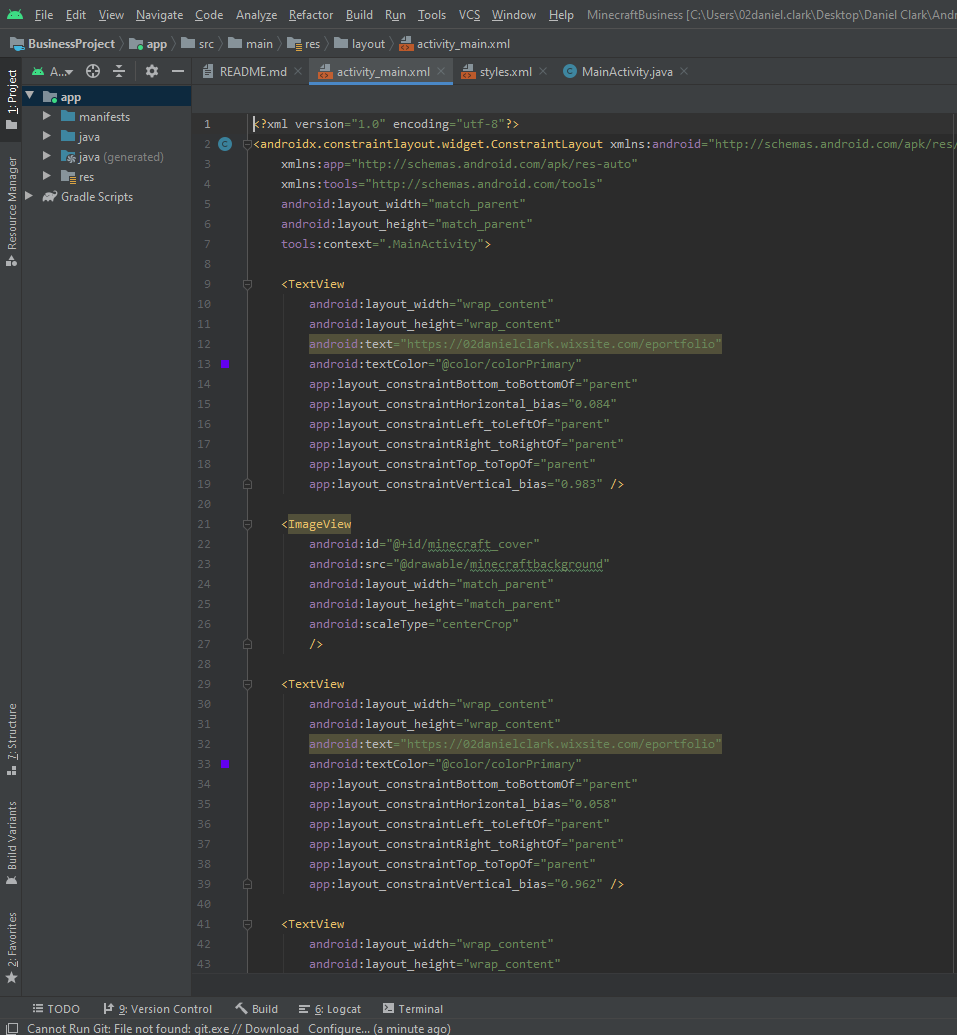 File Edit View Navigate Code Analyze Refactor Build Run Tools VCS Window Help MinecraftBusiness [C:\Users\02daniel.clark\Desktop\Daniel Clark\Andr
BusinessProject app src main res layout activity_main.xml
1: Project
A... README.md activity_main.xml styles.xml MainActivity.java
app
manifests
java
java (generated)
res
Gradle Scripts
Resource Manager
7: Structure
Build Variants
2: Favorites
1 <?xml version="1.0" encoding="utf-8"?>
2 <androidx.constraintlayout.widget.ConstraintLayout xmlns:android="http://schemas.android.com/apk/res/
3 xmlns:app="http://schemas.android.com/apk/res-auto"
4 xmlns:tools="http://schemas.android.com/tools"
5 android:layout_width="match_parent"
6 android:layout_height="match_parent"
7 tools:context=".MainActivity">
8
9 <TextView
10 android:layout_width="wrap_content"
11 android:layout_height="wrap_content"
12 android:text="https://02danielclark.wixsite.com/eportfolio"
13 android:textColor="@color/colorPrimary"
14 app:layout_constraintBottom_toBottomOf="parent"
15 app:layout_constraintHorizontal_bias="0.084"
16 app:layout_constraintLeft_toLeftOf="parent"
17 app:layout_constraintRight_toRightOf="parent"
18 app:layout_constraintTop_toTopOf="parent"
19 app:layout_constraintVertical_bias="0.983" />
20
21 <ImageView
22 android:id="@+id/minecraft_cover"
23 android:src="@drawable/minecraftbackground"
24 android:layout_width="match_parent"
25 android:layout_height="match_parent"
26 android:scaleType="centerCrop"
27 />
28
29 <TextView
30 android:layout_width="wrap_content"
31 android:layout_height="wrap_content"
32 android:text="https://02danielclark.wixsite.com/eportfolio"
33 android:textColor="@color/colorPrimary"
34 app:layout_constraintBottom_toBottomOf="parent"
35 app:layout_constraintHorizontal_bias="0.058"
36 app:layout_constraintLeft_toLeftOf="parent"
37 app:layout_constraintRight_toRightOf="parent"
38 app:layout_constraintTop_toTopOf="parent"
39 app:layout_constraintVertical_bias="0.962" />
40
41 <TextView
42 android:layout_width="wrap_content"
43 android:layout_height="wrap_content"
TODO 9: Version Control Build 6: Logcat Terminal
Cannot Run Git: File not found: git.exe // Download Configure... (a minute ago)